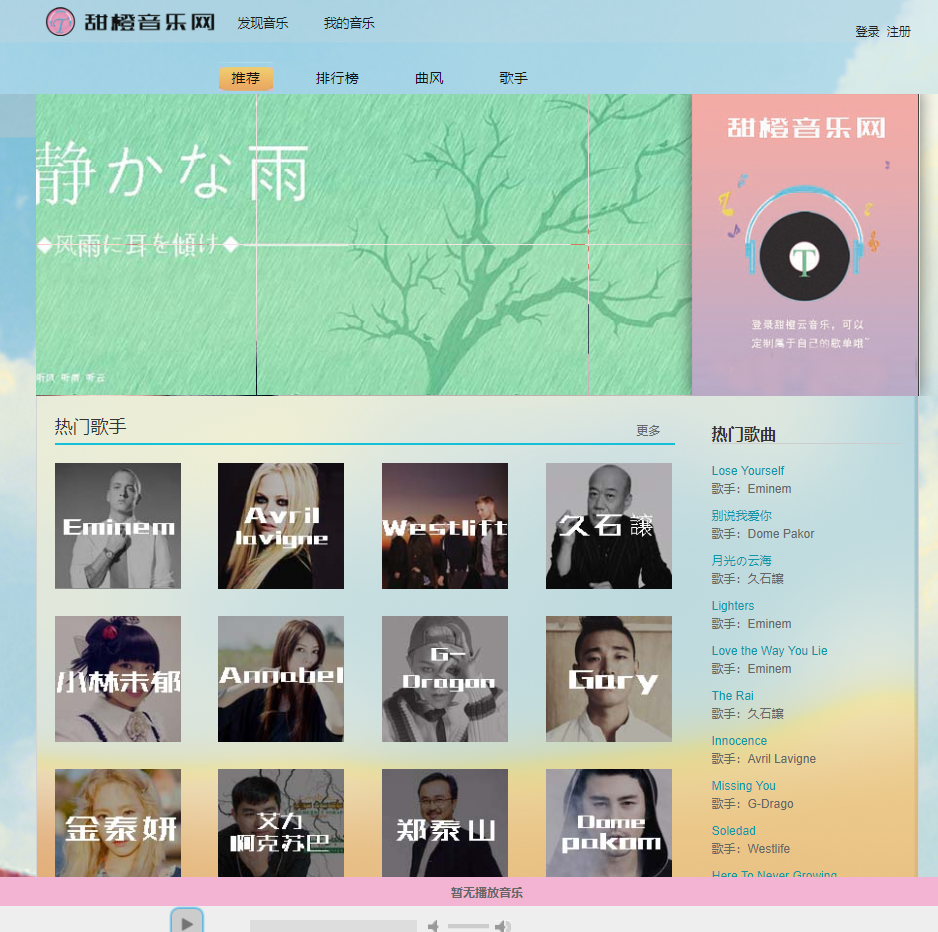 甜橙音乐网
发现音乐
我的音乐
登录 注册
推荐
排行榜
曲风
歌手
静かな雨
◆风雨に耳を傾け◆
听风 听雨 听云
甜橙音乐网
T
登录甜橙云音乐，可以
定制属于自己的歌单哦~
热门歌手
更多
Eminem
Avril
lavigne
Westlift
久石譲
小林未郁
Annabel
G-
Dragon
Gary
金泰妍
艾力
啊克苏巴
郑泰山
Dome
pakam
热门歌曲
Lose Yourself
歌手：Eminem
别说我爱你
歌手：Dome Pakor
月光の云海
歌手：久石譲
Lighters
歌手：Eminem
Love the Way You Lie
歌手：Eminem
The Rai
歌手：久石譲
Innocence
歌手：Avril Lavigne
Missing You
歌手：G-Drago
Soledad
歌手：Westlife
Here To Never Growing
暂无播放音乐